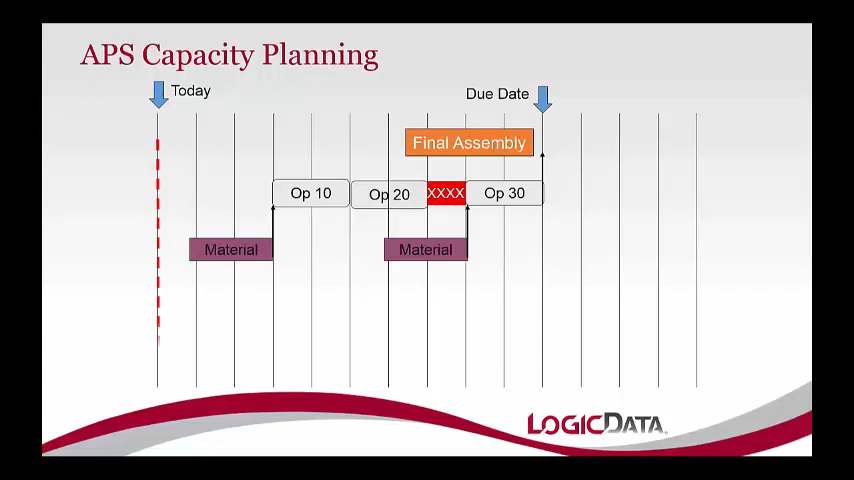 APS Capacity Planning
Today
Due Date
Final Assembly
Op 10
Op 20
XXXX
Op 30
Material
Material
LOGICDATA